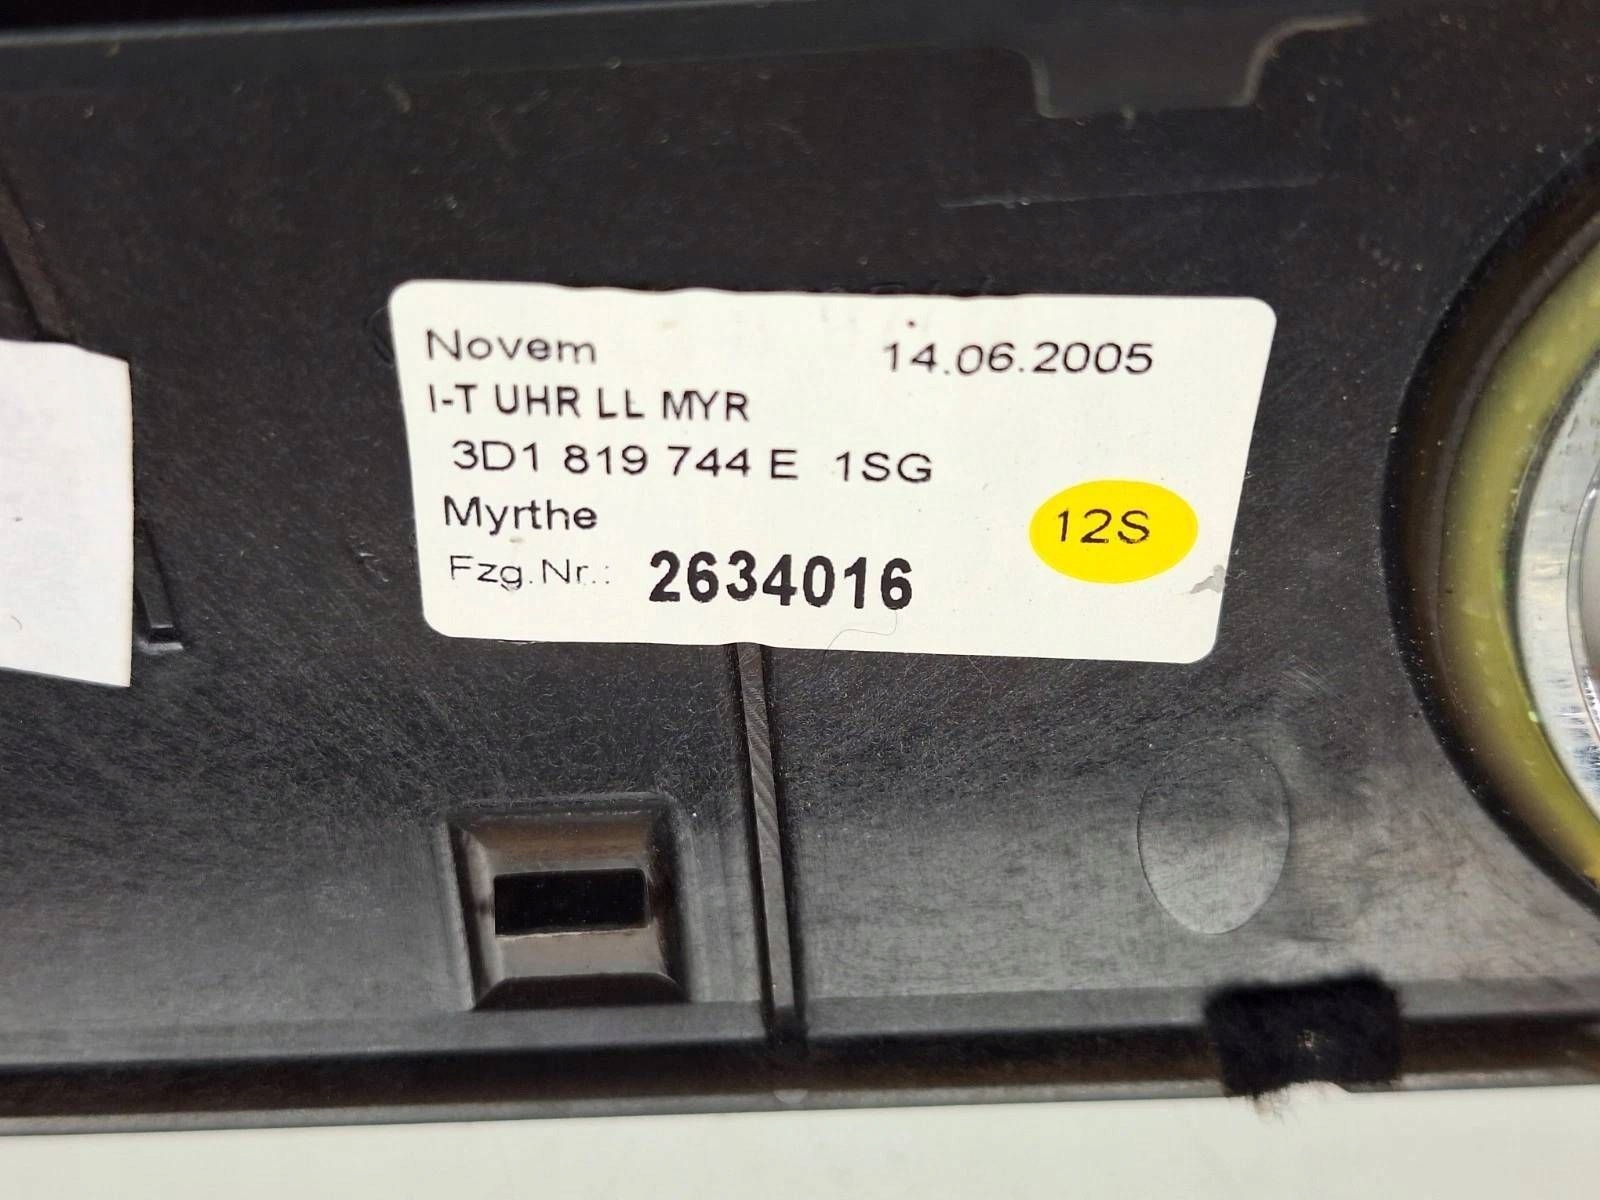 Novem 14.06.2005
I-T UHR LL MYR
3D1 819 744 E 1SG
Myrthe
12S
Fzg.Nr.: 2634016